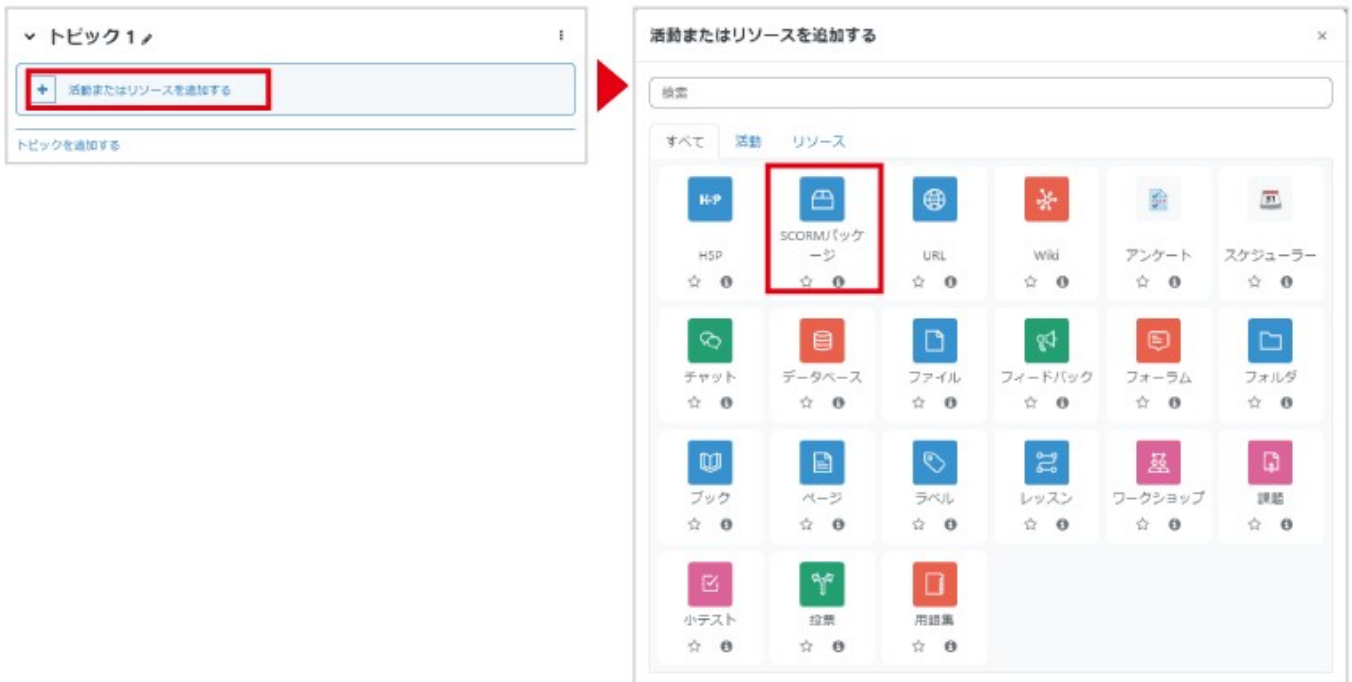 トピック 1
活動またはリソースを追加する
トピックを追加する
活動またはリソースを追加する
検索
すべて 活動 リソース
H-P
31
SCORMパッケ
ージ
H5P URL Wiki アンケート スケジューラー
チャット データベース ファイル フィードバック フォーラム フォルダ
ブック ページ ラベル レッスン ワークショップ 課題
小テスト 投票 用語集